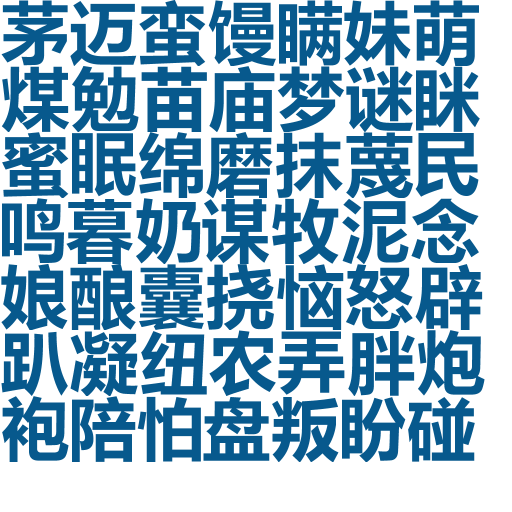 茅迈蛮馒瞒妹萌
煤勉苗庙梦谜眯
蜜眠绵磨抹蔑民
鸣暮奶谋牧泥念
娘酿囊挠恼怒辟
趴凝纽农弄胖炮
袍陪怕盘叛盼碰